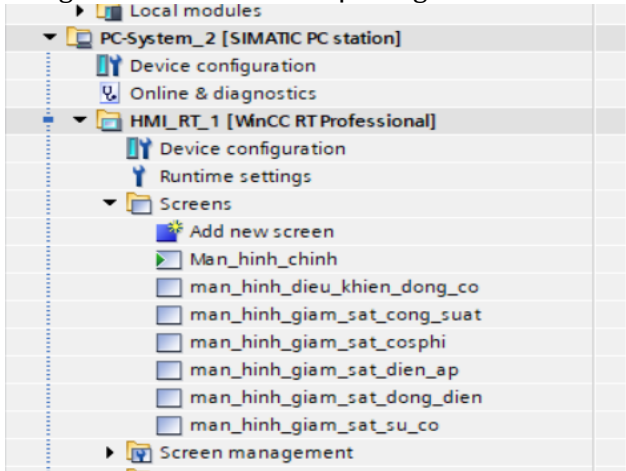 Local modules
PC-System_2 [SIMATIC PC station]
Device configuration
Online & diagnostics
HMI_RT_1 [WinCC RT Professional]
Device configuration
Runtime settings
Screens
Add new screen
Man_hinh_chinh
man_hinh_dieu_khien_dong_co
man_hinh_giam_sat_cong_suat
man_hinh_giam_sat_cosphi
man_hinh_giam_sat_dien_ap
man_hinh_giam_sat_dong_dien
man_hinh_giam_sat_su_co
Screen management